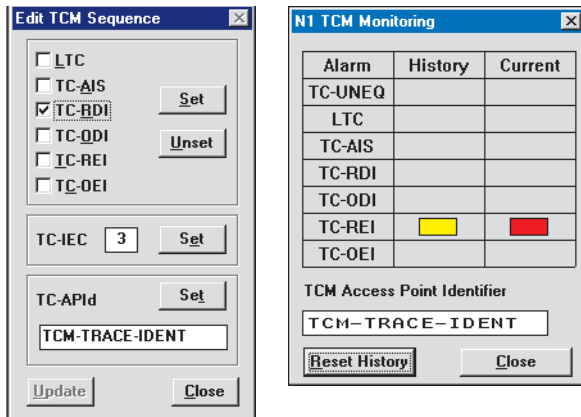 Edit TCM Sequence
LTC
TC-AIS
TC-RDI
TC-ODI
TC-REI
TC-OEI
Set
Unset
TC-IEC 3 Set
TC-APId Set
TCM-TRACE-IDENT
Update Close
N1 TCM Monitoring
Alarm History Current
TC-UNEQ
LTC
TC-AIS
TC-RDI
TC-ODI
TC-REI
TC-OEI
TCM Access Point Identifier
TCM-TRACE-IDENT
Reset History Close